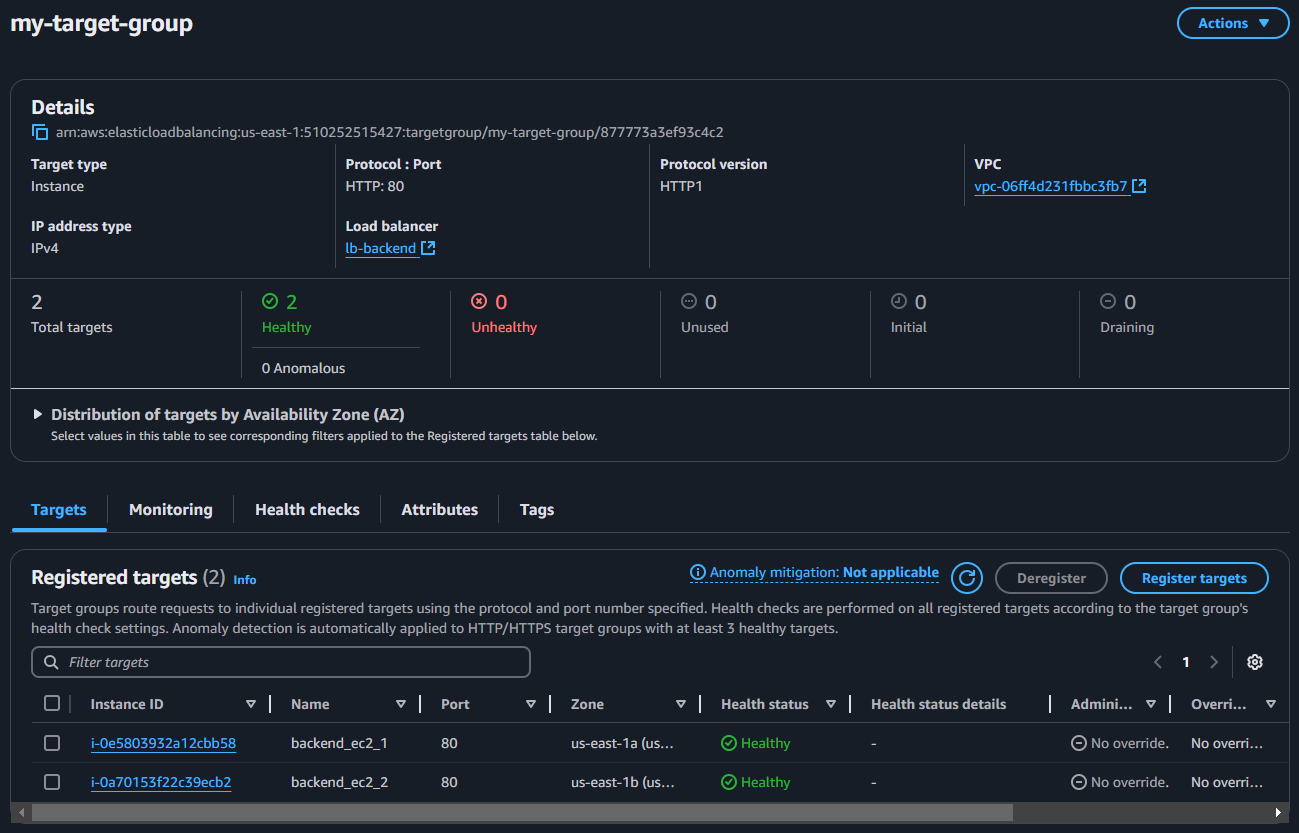 my-target-group
Actions
Details
arn:aws:elasticloadbalancing:us-east-1:510252515427:targetgroup/my-target-group/877773a3ef93c4c2
Target type
Instance
Protocol : Port
HTTP: 80
Protocol version
HTTP1
VPC
vpc-06ff4d231fbbc3fb7
IP address type
IPv4
Load balancer
lb-backend
2
Total targets
2
Healthy
0 Anomalous
0
Unhealthy
0
Unused
0
Initial
0
Draining
Distribution of targets by Availability Zone (AZ)
Select values in this table to see corresponding filters applied to the Registered targets table below.
Targets Monitoring Health checks Attributes Tags
Registered targets (2) Info
Anomaly mitigation: Not applicable
Deregister
Register targets
Target groups route requests to individual registered targets using the protocol and port number specified. Health checks are performed on all registered targets according to the target group's
health check settings. Anomaly detection is automatically applied to HTTP/HTTPS target groups with at least 3 healthy targets.
Filter targets
1
Instance ID Name Port Zone Health status Health status details Admini... Overri...
i-0e5803932a12cbb58 backend_ec2_1 80 us-east-1a (us... Healthy - No override. No overri...
i-0a70153f22c39ecb2 backend_ec2_2 80 us-east-1b (us... Healthy - No override. No overri...